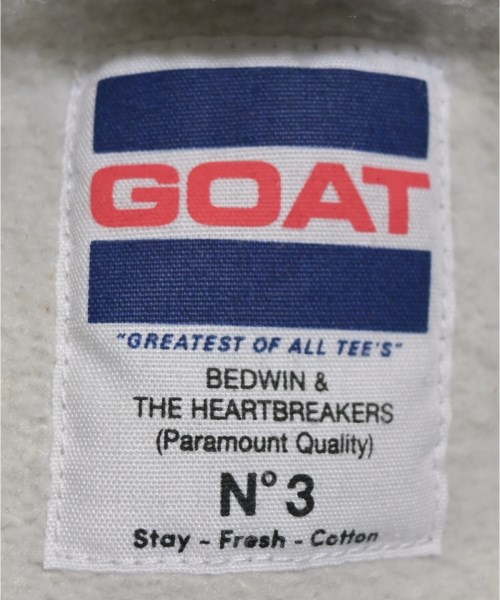 GOAT
"GREATEST OF ALL TEE'S"
BEDWIN &
THE HEARTBREAKERS
(Paramount Quality)
N° 3
Stay - Fresh - Cotton